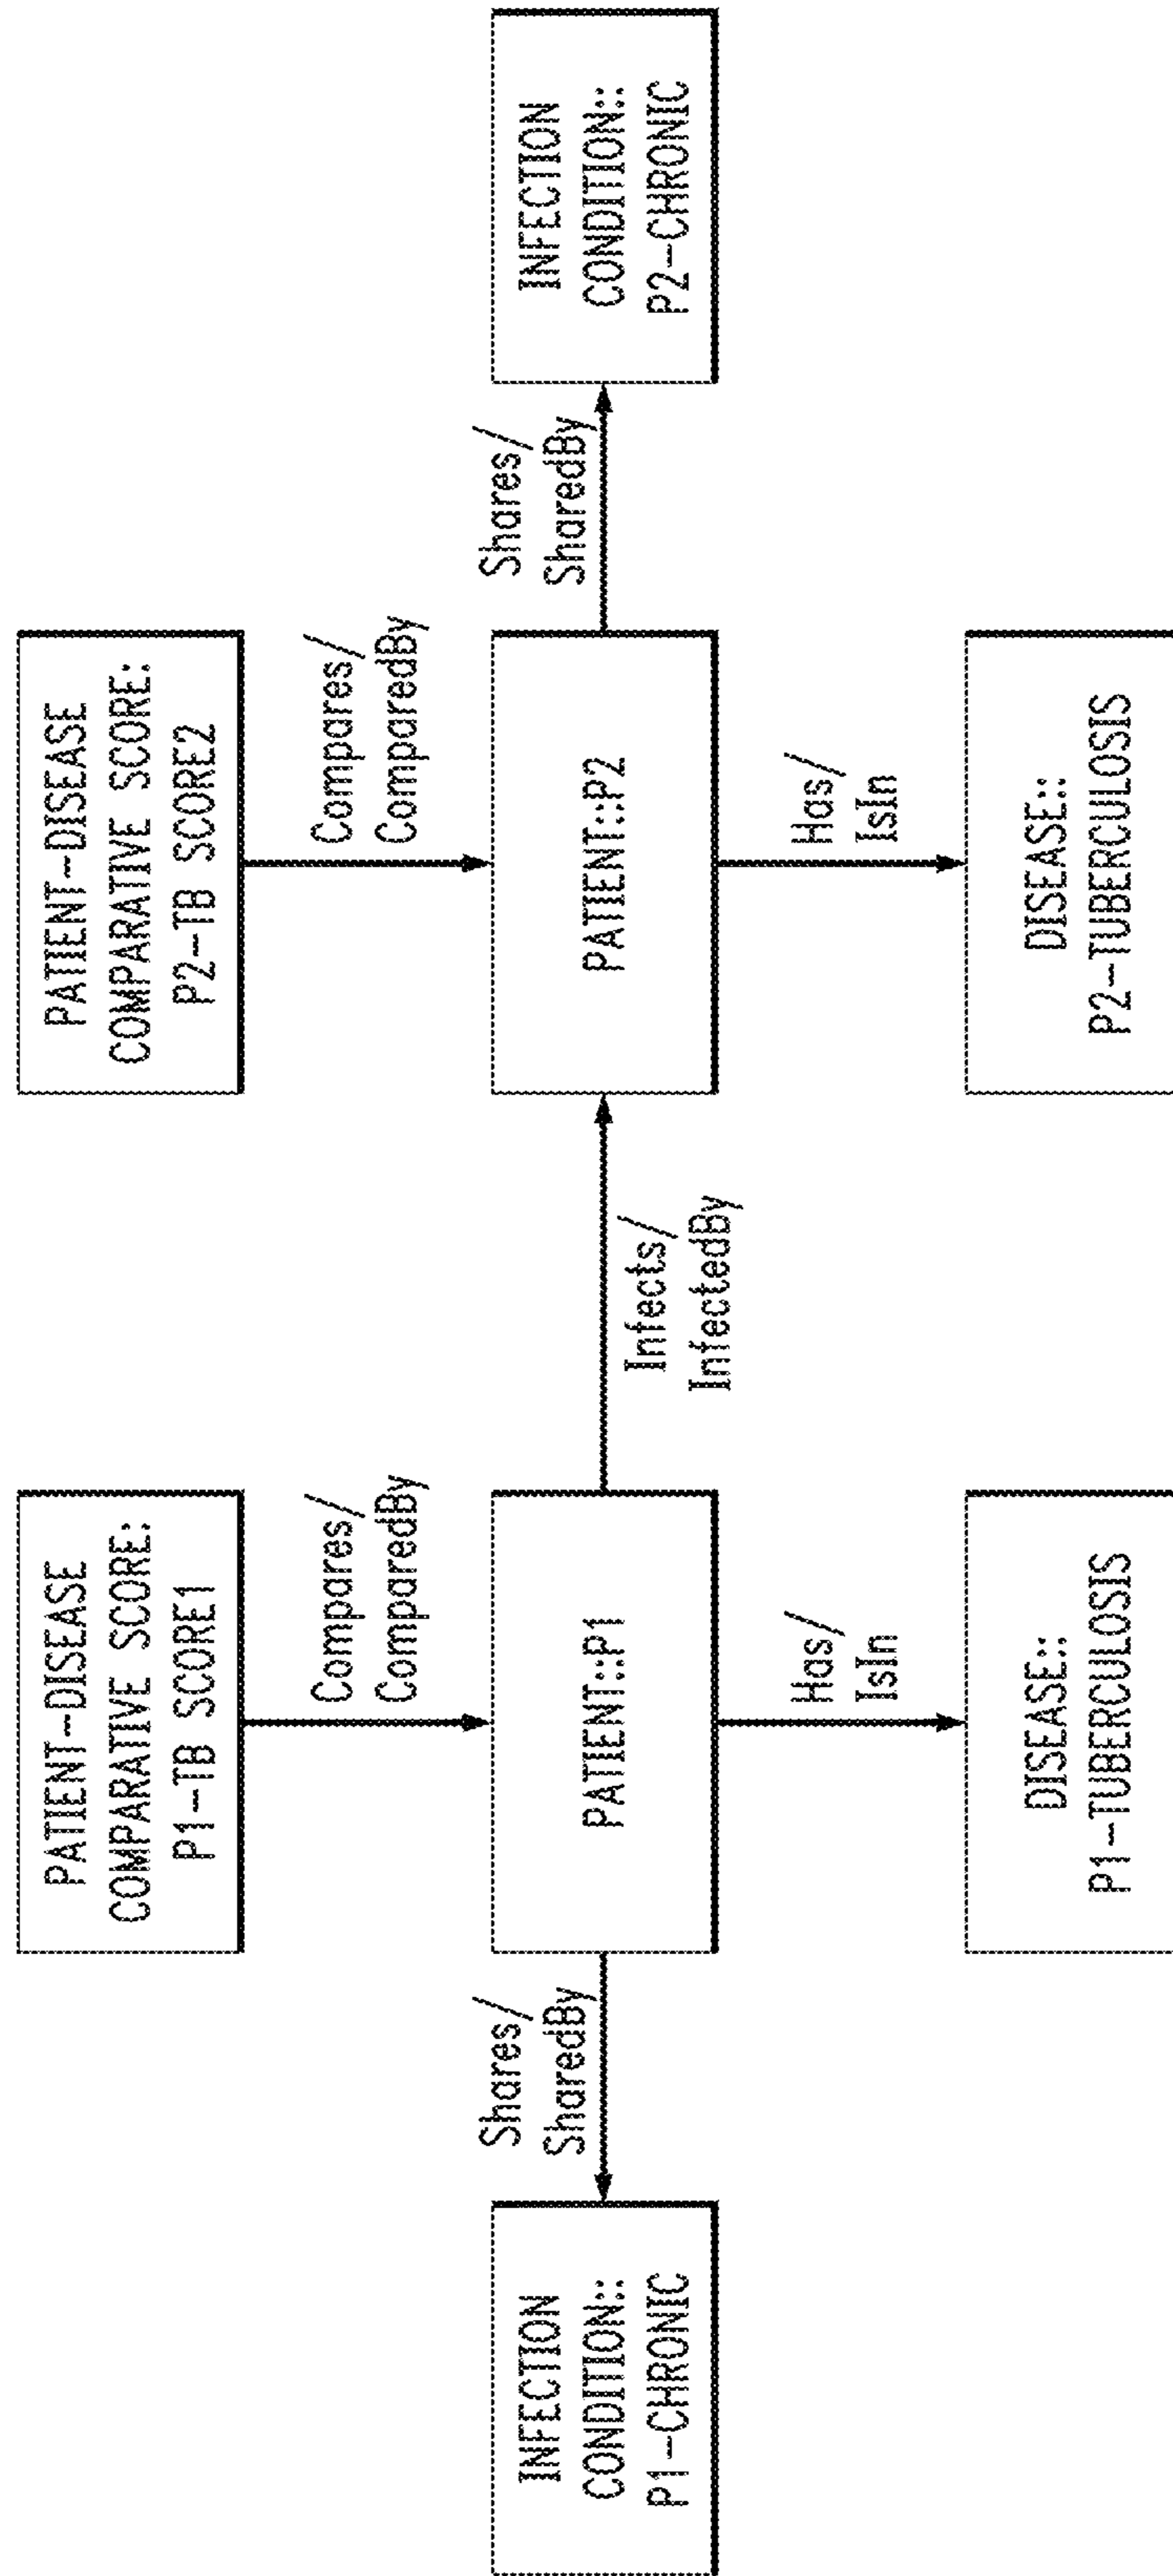 PATIENT-DISEASE
COMPARATIVE SCORE:
P1-TB SCORE1
PATIENT-DISEASE
COMPARATIVE SCORE:
P2-TB SCORE2
Compares/
ComparedBy
Compares/
ComparedBy
INFECTION
CONDITION::
P1-CHRONIC
Shares/
SharedBy
PATIENT::P1
Infects/
InfectedBy
PATIENT::P2
Shares/
SharedBy
INFECTION
CONDITION::
P2-CHRONIC
Has/
IsIn
Has/
IsIn
DISEASE::
P1-TUBERCULOSIS
DISEASE::
P2-TUBERCULOSIS